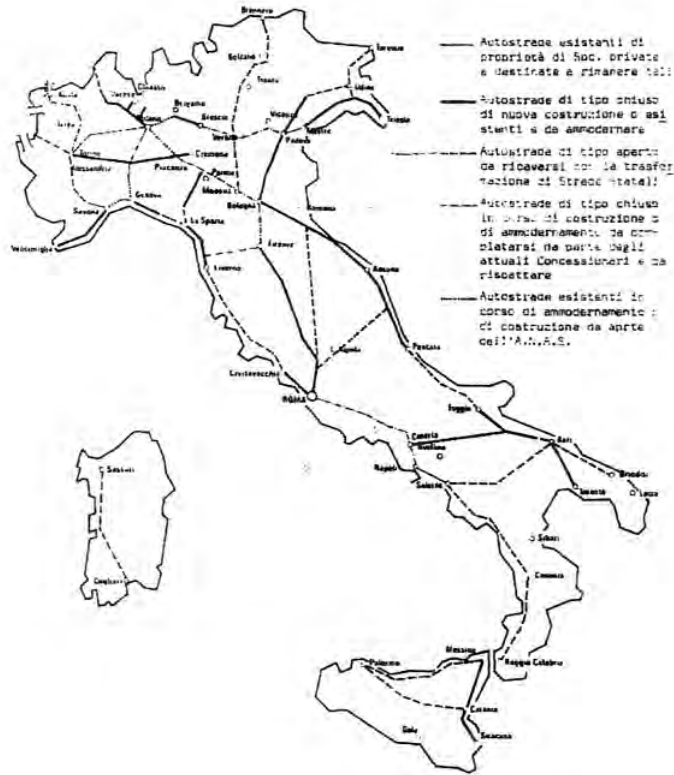 Brennero
Bolzano
Trento
Tarvisio
Udine
Trieste
Aosta
Varese
Milano
Bergamo
Brescia
Verona
Vicenza
Padova
Mestre
Torino
Alessandria
Piacenza
Cremona
Parma
Modena
Bologna
Ravenna
Savona
Genova
La Spezia
Ventimiglia
Firenze
Livorno
Ancona
Civitavecchia
ROMA
L'Aquila
Pescara
Foggia
Caserta
Avellino
Napoli
Salerno
Bari
Brindisi
Taranto
Lecce
Sassari
Cagliari
Sibari
Cosenza
Messina
Reggio Calabria
Palermo
Catania
Gela
Siracusa
Autostrade esistenti di
proprietà di Soc. private
e destinate a rimanere tali
Autostrade di tipo chiuso
di nuova costruzione o esi
stenti e da ammodernare
Autostrade di tipo aperto
da ricavarsi con la trasfor
mazione di Strade statali
Autostrade di tipo chiuso
in corso di costruzione o
di ammodernamento da com-
pletarsi da parte degli
attuali Concessionari e da
riscattare
Autostrade esistenti in
corso di ammodernamento o
di costruzione da aprte
dell'A.N.A.S.